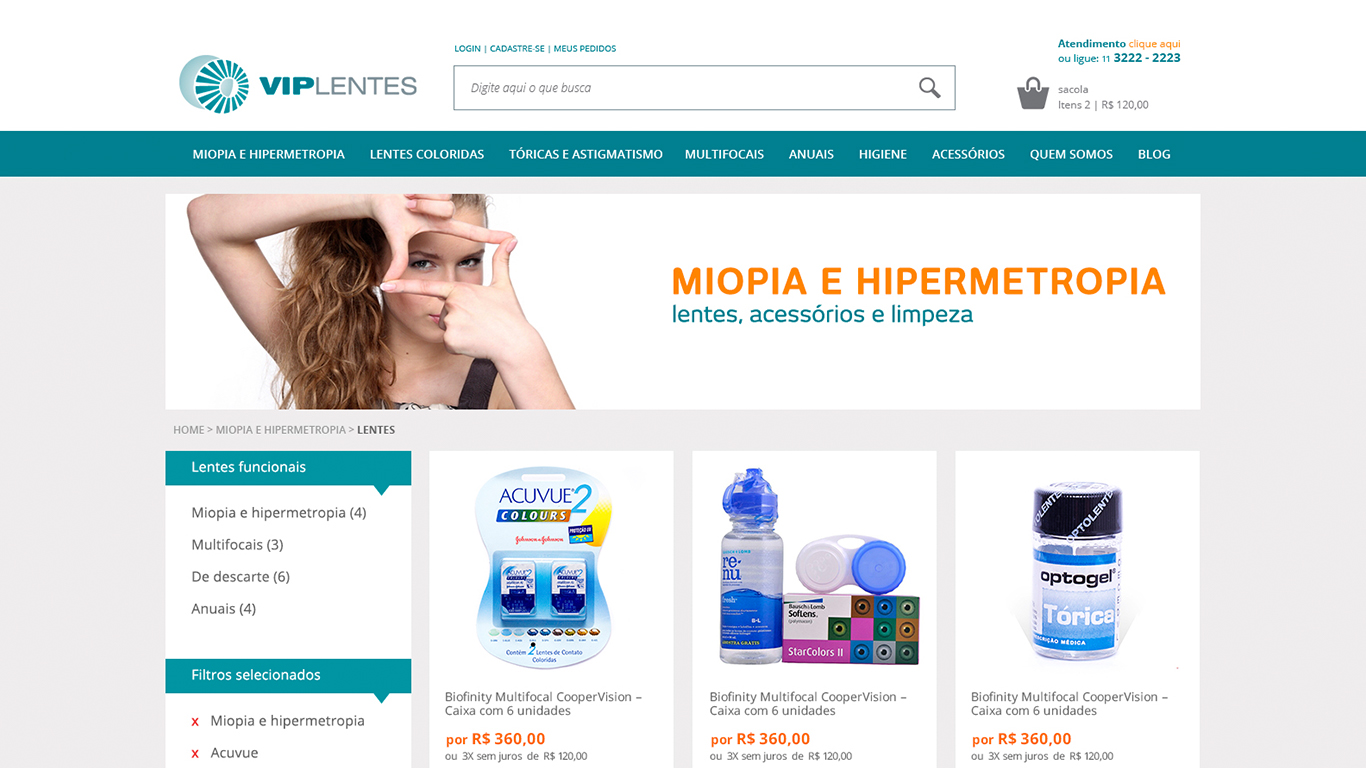 LOGIN | CADASTRE-SE | MEUS PEDIDOS
Atendimento clique aqui
ou ligue: 11 3222 - 2223
VIPLENTES
Digite aqui o que busca
sacola
Itens 2 | R$ 120,00
MIOPIA E HIPERMETROPIA LENTES COLORIDAS TÓRICAS E ASTIGMATISMO MULTIFOCAIS ANUAIS HIGIENE ACESSÓRIOS QUEM SOMOS BLOG
MIOPIA E HIPERMETROPIA
lentes, acessórios e limpeza
HOME > MIOPIA E HIPERMETROPIA > LENTES
Lentes funcionais
Miopia e hipermetropia (4)
Multifocais (3)
De descarte (6)
Anuais (4)
Filtros selecionados
x Miopia e hipermetropia
x Acuvue
ACUVUE® 2
COLOURS
PROTEÇÃO UV
Johnson & Johnson
Contém 2 Lentes de Contato
Coloridas
Biofinity Multifocal CooperVision –
Caixa com 6 unidades
por R$ 360,00
ou 3X sem juros de R$ 120,00
re
nu
fresh
B+L
AMOSTRA GRATIS
Bausch & Lomb
Soflens.
StarColors II
Biofinity Multifocal CooperVision –
Caixa com 6 unidades
por R$ 360,00
ou 3X sem juros de R$ 120,00
OPTOLENTES
optogel®
Tórica
Biofinity Multifocal CooperVision –
Caixa com 6 unidades
por R$ 360,00
ou 3X sem juros de R$ 120,00